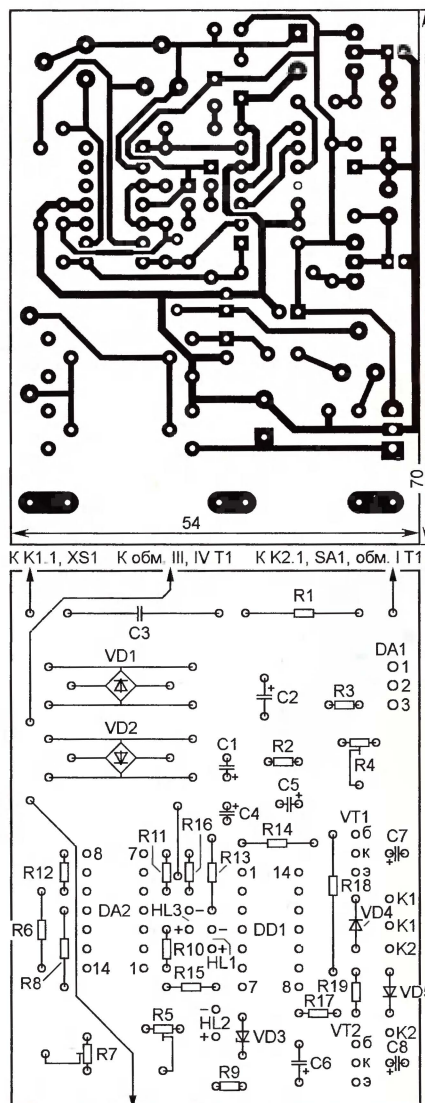 54
70
К К1.1, XS1 К обм. III, IV Т1 К К2.1, SA1, обм. I Т1
R1
C3
DA1
1
2
3
VD1
C2
R3
VD2
C1
R2
R4
C5
C4
R14
VT1
б
C7
R11
R16
R13
R12
8
7
1
14
к
э
R18
R6
DA2
HL3
–
+
–
+
HL1
DD1
VD4
K1
K1
K2
R8
14
1
R10
R15
7
8
R19
VD5
R17
R5
–
HL2
+
VD3
VT2
б
K2
R7
C6
к
э
C8
R9